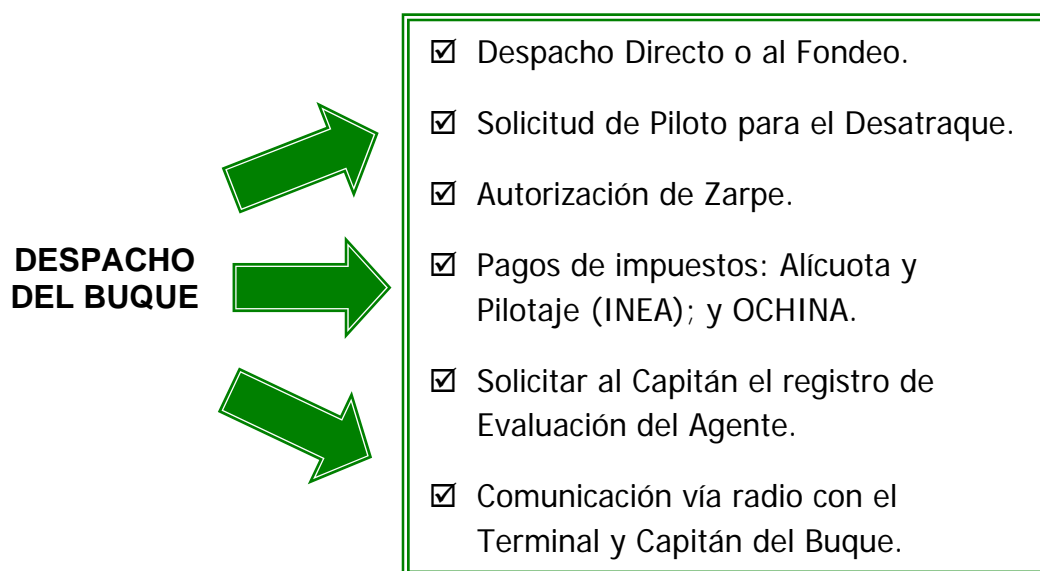 DESPACHO
DEL BUQUE
☑ Despacho Directo o al Fondeo.
☑ Solicitud de Piloto para el Desatraque.
☑ Autorización de Zarpe.
☑ Pagos de impuestos: Alícuota y
Pilotaje (INEA); y OCHINA.
☑ Solicitar al Capitán el registro de
Evaluación del Agente.
☑ Comunicación vía radio con el
Terminal y Capitán del Buque.